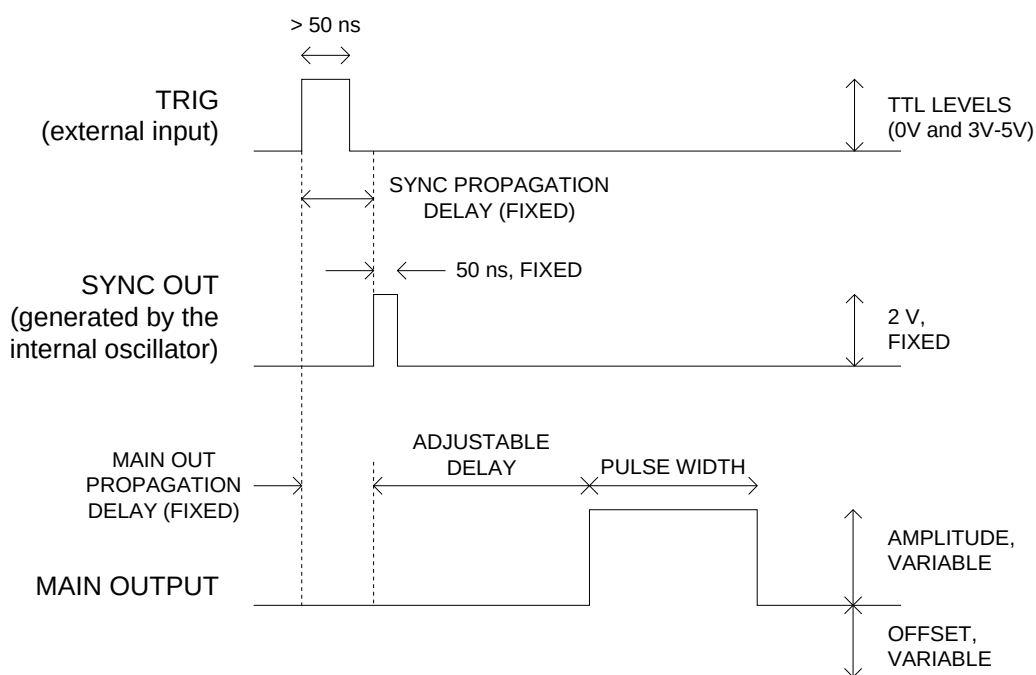 > 50 ns
TRIG
(external input)
TTL LEVELS
(0V and 3V-5V)
SYNC PROPAGATION
DELAY (FIXED)
50 ns, FIXED
SYNC OUT
(generated by the
internal oscillator)
2 V,
FIXED
MAIN OUT
PROPAGATION
DELAY (FIXED)
ADJUSTABLE
DELAY
PULSE WIDTH
MAIN OUTPUT
AMPLITUDE,
VARIABLE
OFFSET,
VARIABLE